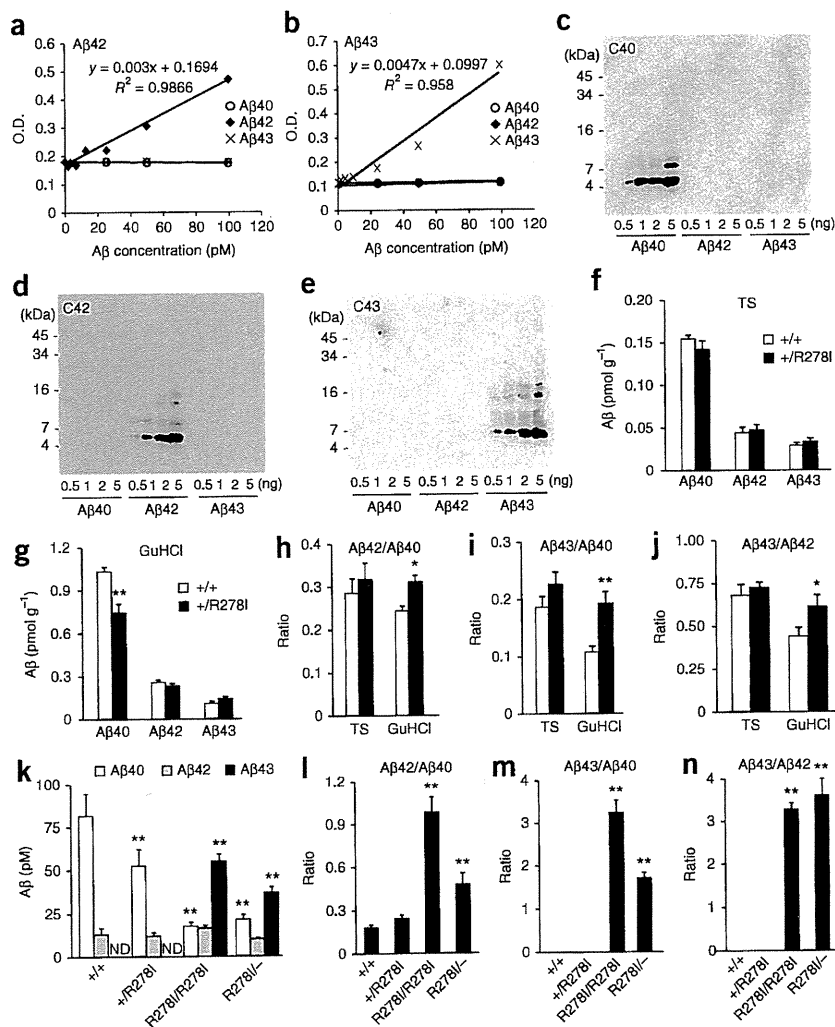 a
Aβ42
0.6
0.5
0.4
0.3
0.2
0.1
0
O.D.
y = 0.003x + 0.1694
R² = 0.9866
Aβ40
Aβ42
Aβ43
0 20 40 60 80 100 120
Aβ concentration (pM)
b
Aβ43
0.7
0.6
0.5
0.4
0.3
0.2
0.1
0
O.D.
y = 0.0047x + 0.0997
R² = 0.958
Aβ40
Aβ42
Aβ43
0 20 40 60 80 100
Aβ concentration (pM)
c
(kDa)
C40
45 -
34 -
16 -
7 -
4 -
0.5 1 2 5 0.5 1 2 5 0.5 1 2 5 (ng)
Aβ40 Aβ42 Aβ43
d
(kDa)
C42
45 -
34 -
16 -
7 -
4 -
0.5 1 2 5 0.5 1 2 5 0.5 1 2 5 (ng)
Aβ40 Aβ42 Aβ43
e
(kDa)
C43
45 -
34 -
16 -
7 -
4 -
0.5 1 2 5 0.5 1 2 5 0.5 1 2 5 (ng)
Aβ40 Aβ42 Aβ43
f
TS
0.20
0.15
0.10
0.05
0
Aβ (pmol g⁻¹)
+/+
+/R278I
Aβ40 Aβ42 Aβ43
g
GuHCl
1.2
0.9
0.6
0.3
0
Aβ (pmol g⁻¹)
+/+
+/R278I
**
Aβ40 Aβ42 Aβ43
h
Aβ42/Aβ40
0.4
0.3
0.2
0.1
0
Ratio
*
TS GuHCl
i
Aβ43/Aβ40
0.3
0.2
0.1
0
Ratio
**
TS GuHCl
j
Aβ43/Aβ42
1.00
0.75
0.50
0.25
0
Ratio
*
TS GuHCl
k
Aβ40 Aβ42 Aβ43
100
75
50
25
0
Aβ (pM)
ND
**
ND
**
**
**
**
+/+ +/R278I R278I/R278I R278I/–
l
Aβ42/Aβ40
1.2
0.9
0.6
0.3
0
Ratio
**
**
+/+ +/R278I R278I/R278I R278I/–
m
Aβ43/Aβ40
4
3
2
1
0
Ratio
**
**
+/+ +/R278I R278I/R278I R278I/–
n
Aβ43/Aβ42
4
3
2
1
0
Ratio
**
**
+/+ +/R278I R278I/R278I R278I/–